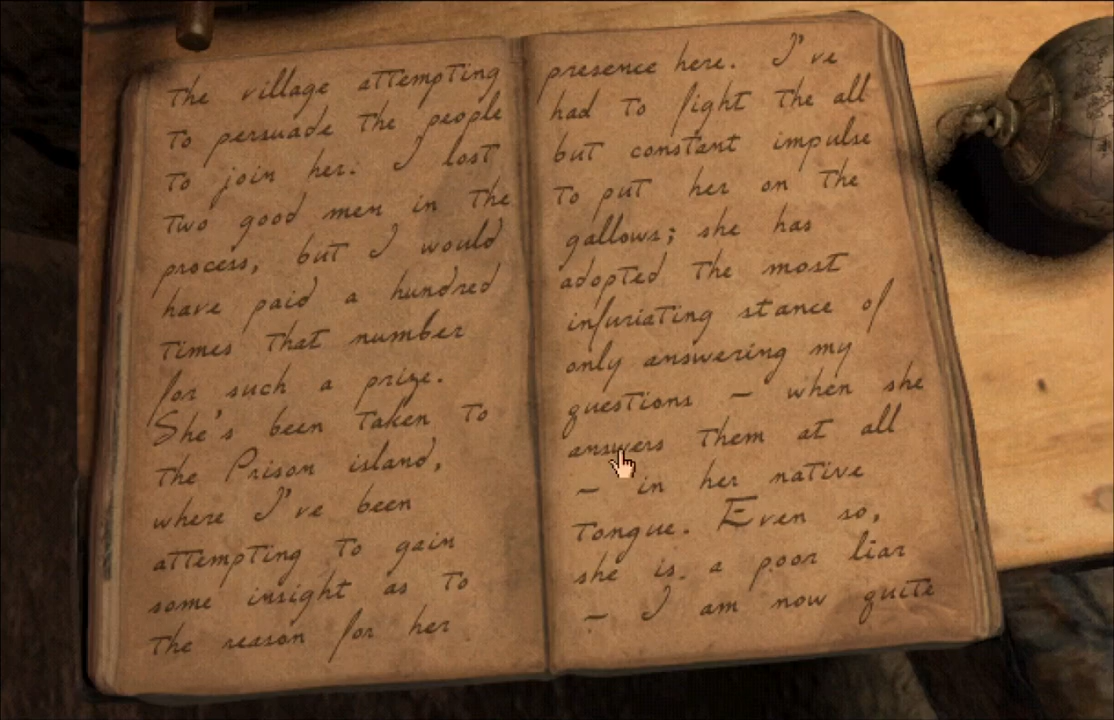 the village attempting
to persuade the people
to join her. I lost
two good men in the
process, but I would
have paid a hundred
times that number
for such a prize.
She's been taken to
the Prison island,
where I've been
attempting to gain
some insight as to
the reason for her
presence here. I've
had to fight the all
but constant impulse
to put her on the
gallows; she has
adopted the most
infuriating stance of
only answering my
questions - when she
answers them at all
- in her native
tongue. Even so,
she is a poor liar
- I am now quite